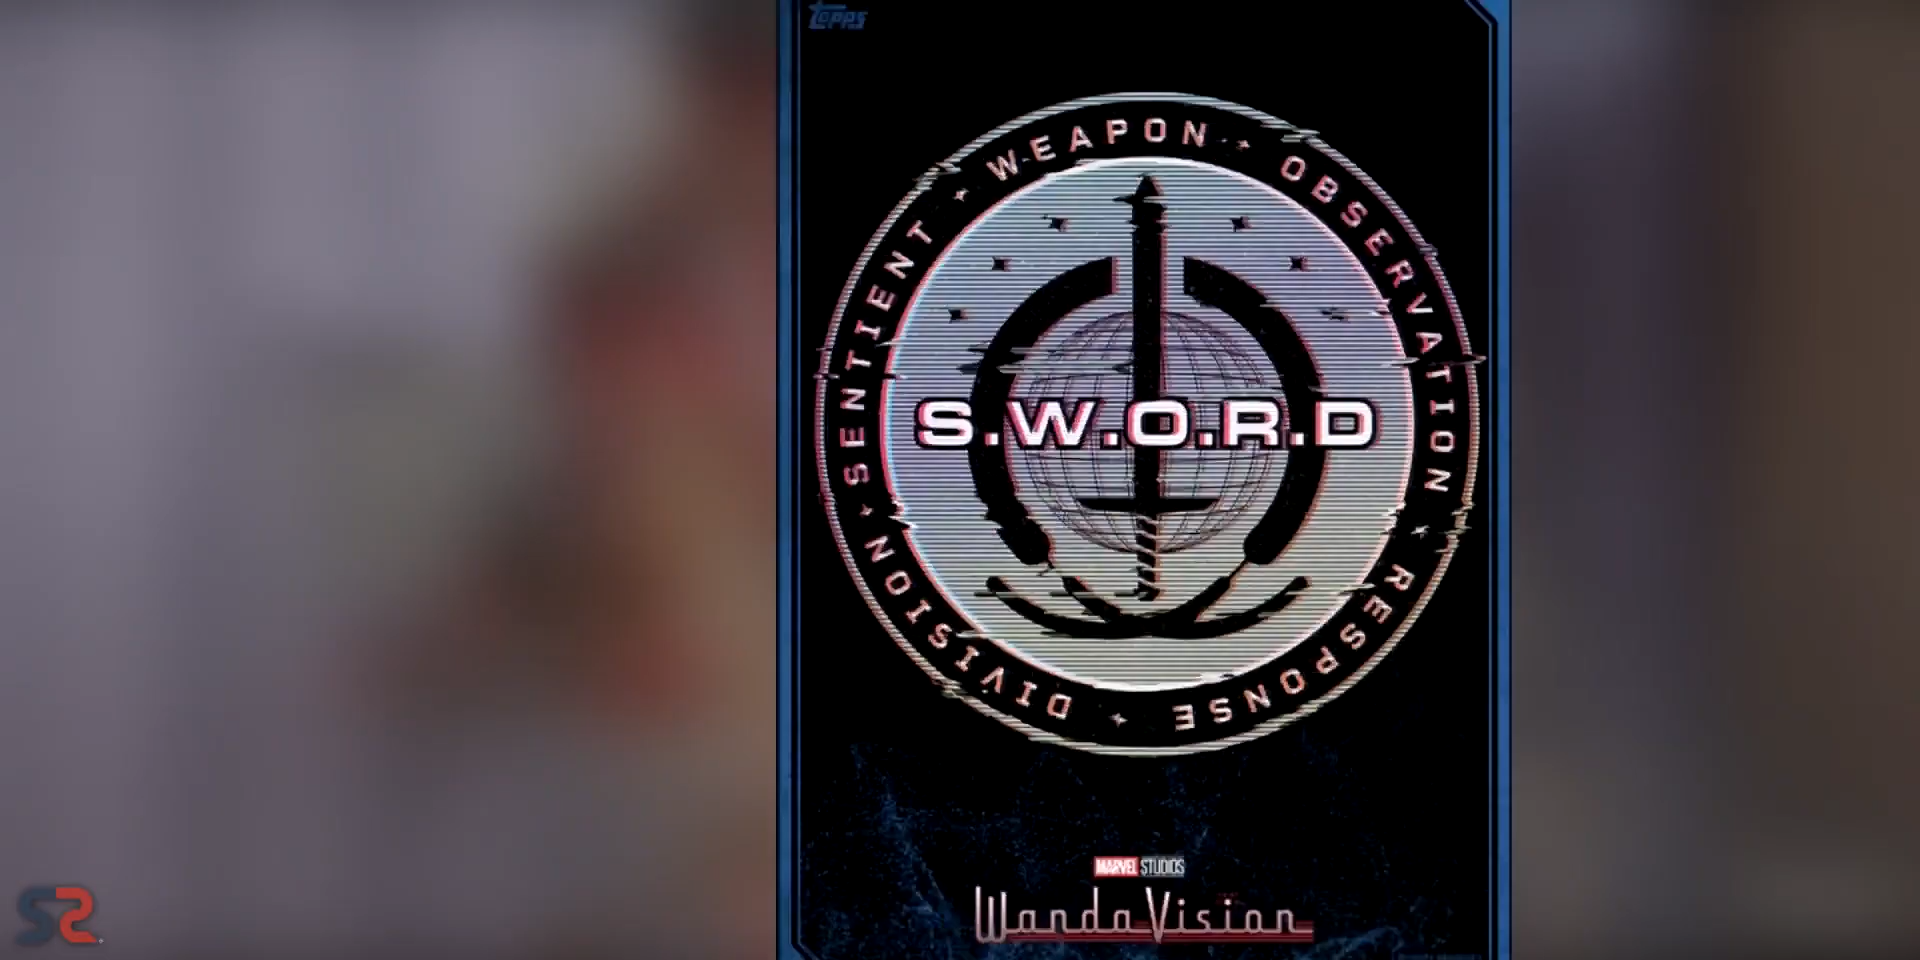 Topps
SENTIENT ✦ WEAPON ✦ OBSERVATION ✦ RESPONSE ✦ DIVISION ✦
S.W.O.R.D
MARVEL STUDIOS
WandaVision